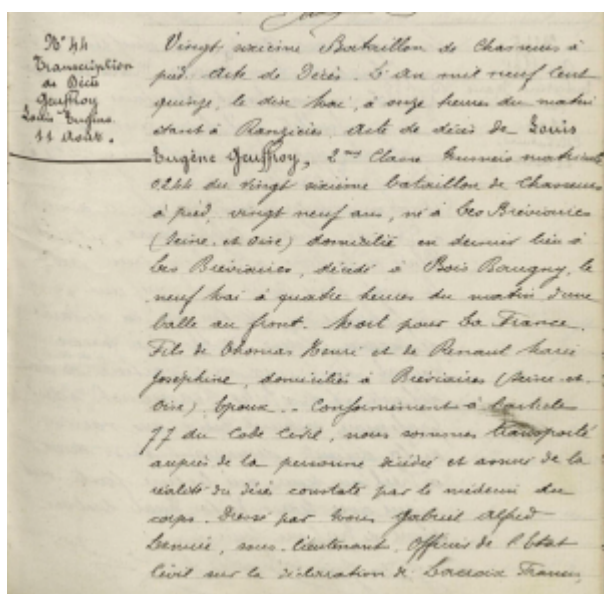 N° 44
Transcription
de Décès
Geuffroy
Louis Eugène
11 Août.
Vingt sixième Bataillon de Chasseurs à
pied. Acte de Décès. L'an mil neuf cent
quinze, le dix Mai, à onze heures du matin
étant à Acte de décès de Louis
Eugène Geuffroy, 2me Classe Numéro matricule
0244 du vingt sixième bataillon de Chasseurs
à pied, vingt neuf ans, né à Les Bréviaires
(Seine-et-Oise) domicilié en dernier lieu à
Les Bréviaires, décédé à Bois le
neuf Mai à quatre heures du matin d'une
balle au front. Mort pour La France.
Fils de Thomas Henri et de Renault Marie
Joséphine, domiciliés à Bréviaires (Seine-et-
Oise), Epoux. - Conformément à l'article
77 du Code Civil, nous sommes transporté
auprès de la personne décédée et assuré de la
réalité du décès constaté par le médecin du
corps. Dressé par Nous Gabriel Alfred
sous-lieutenant, Officier de l'Etat
Civil sur la déclaration de Lacroix